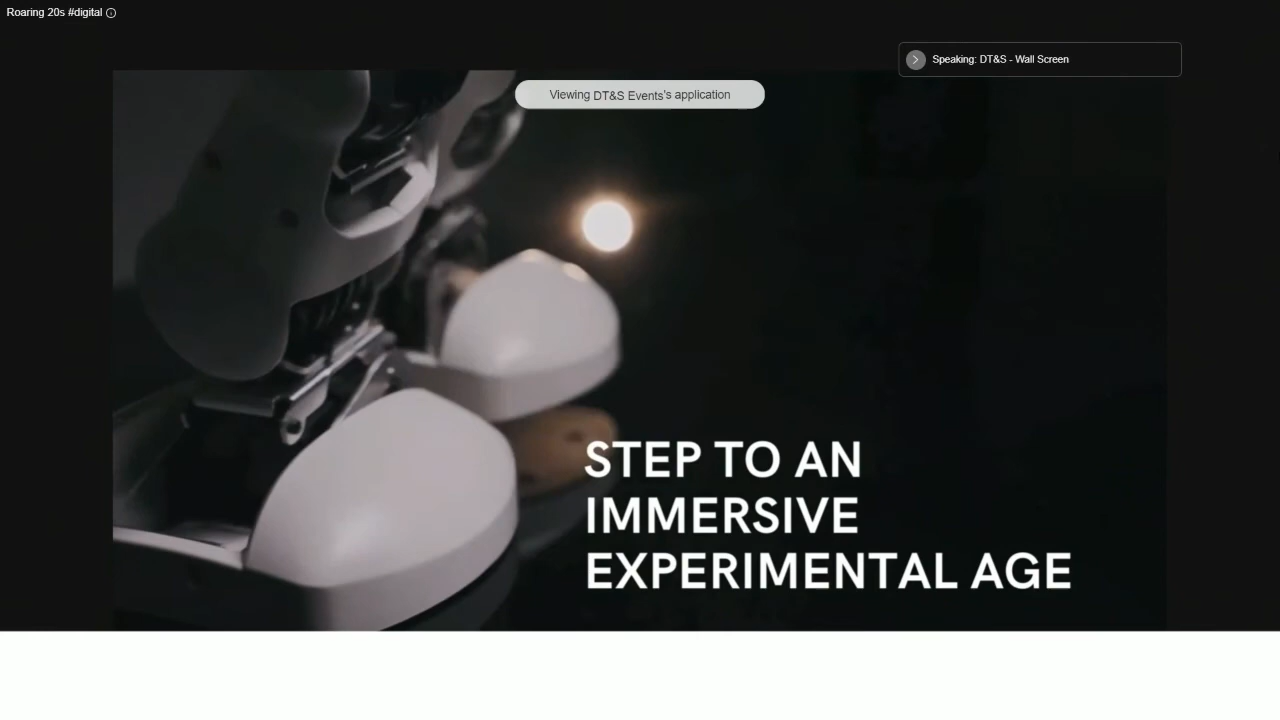 Roaring 20s #digital
Speaking: DT&S - Wall Screen
Viewing DT&S Events's application
STEP TO AN
IMMERSIVE
EXPERIMENTAL AGE